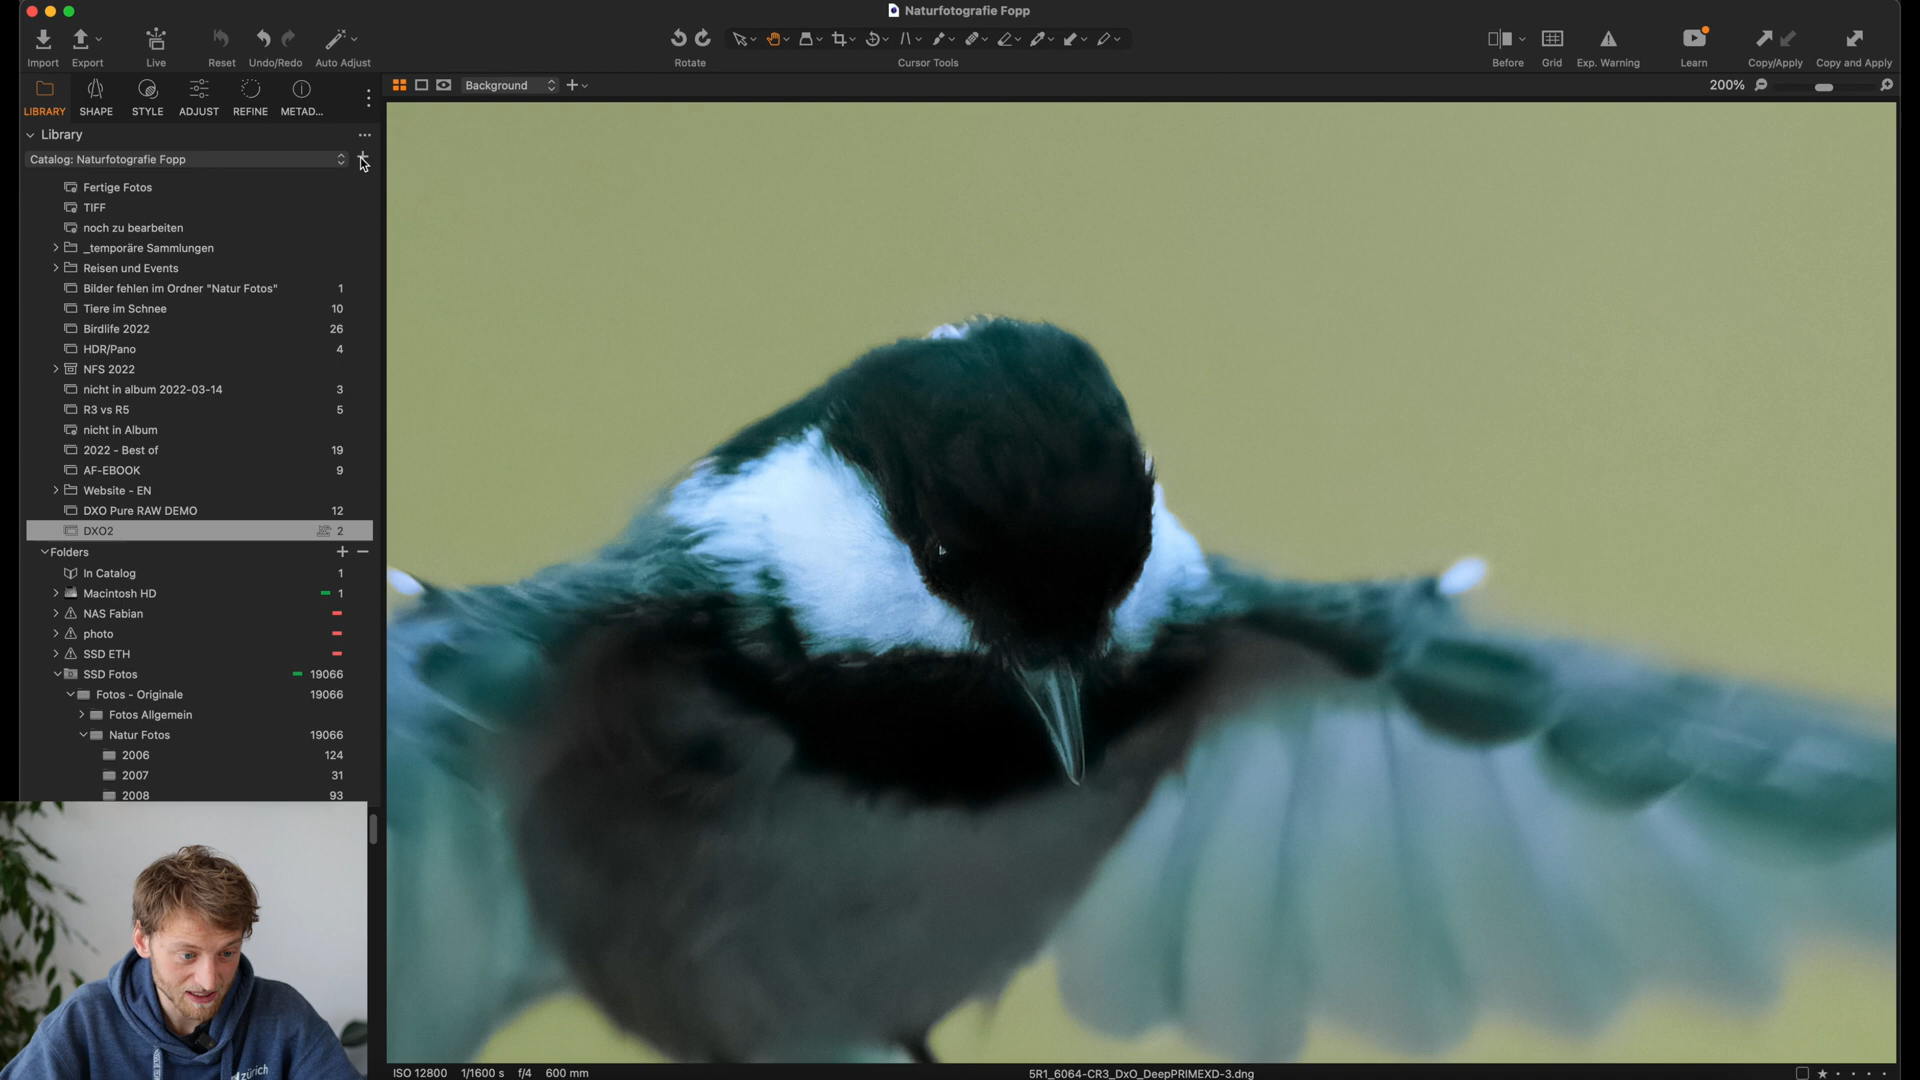 Naturfotografie Fopp
Import Export Live Reset Undo/Redo Auto Adjust Rotate Cursor Tools Before Grid Exp. Warning Learn Copy/Apply Copy and Apply
LIBRARY SHAPE STYLE ADJUST REFINE METAD...
Background 200%
Library
Catalog: Naturfotografie Fopp
Fertige Fotos
TIFF
noch zu bearbeiten
_temporäre Sammlungen
Reisen und Events
Bilder fehlen im Ordner "Natur Fotos" 1
Tiere im Schnee 10
Birdlife 2022 26
HDR/Pano 4
NFS 2022
nicht in album 2022-03-14 3
R3 vs R5 5
nicht in Album
2022 - Best of 19
AF-EBOOK 9
Website - EN
DXO Pure RAW DEMO 12
DXO2 2
Folders
In Catalog 1
Macintosh HD 1
NAS Fabian
photo
SSD ETH
SSD Fotos 19066
Fotos - Originale 19066
Fotos Allgemein
Natur Fotos 19066
2006 124
2007 31
2008 93
zürich
ISO 12800 1/1600 s f/4 600 mm 5R1_6064-CR3_DxO_DeepPRIMEXD-3.dng